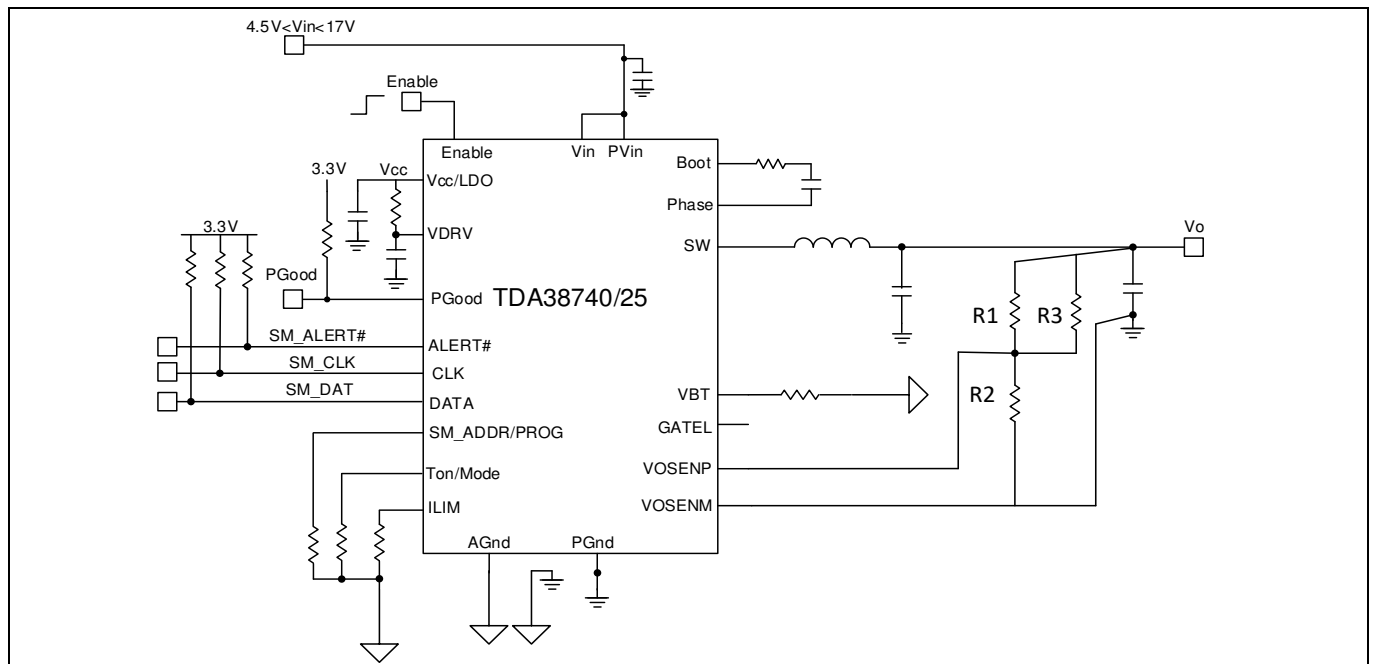 4.5V<Vin<17V
Enable
Enable
Vin PVin
3.3V
Vcc
Vcc/LDO
Boot
Phase
3.3V
VDRV
SW
Vo
PGood
PGood
TDA38740/25
R1
R3
SM_ALERT#
ALERT#
SM_CLK
CLK
SM_DAT
DATA
VBT
R2
SM_ADDR/PROG
GATEL
Ton/Mode
VOSENP
ILIM
VOSENM
AGnd
PGnd